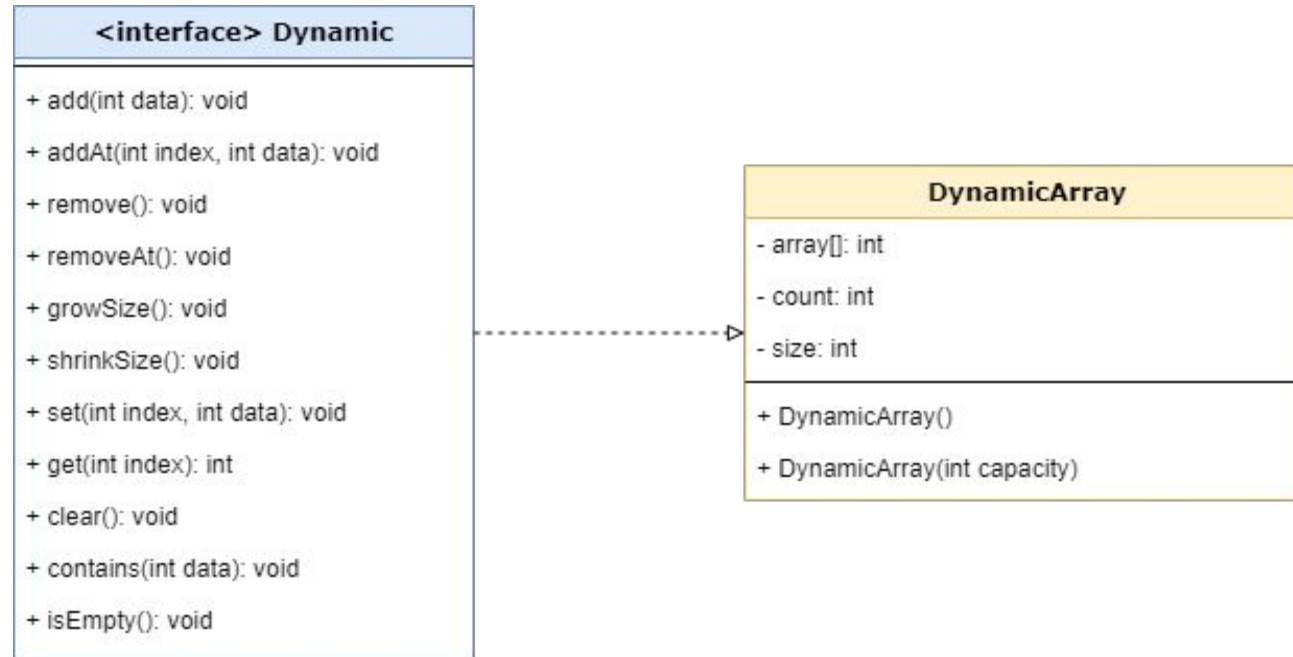 <interface> Dynamic
+ add(int data): void
+ addAt(int index, int data): void
+ remove(): void
+ removeAt(): void
+ growSize(): void
+ shrinkSize(): void
+ set(int index, int data): void
+ get(int index): int
+ clear(): void
+ contains(int data): void
+ isEmpty(): void
DynamicArray
- array[]: int
- count: int
- size: int
+ DynamicArray()
+ DynamicArray(int capacity)